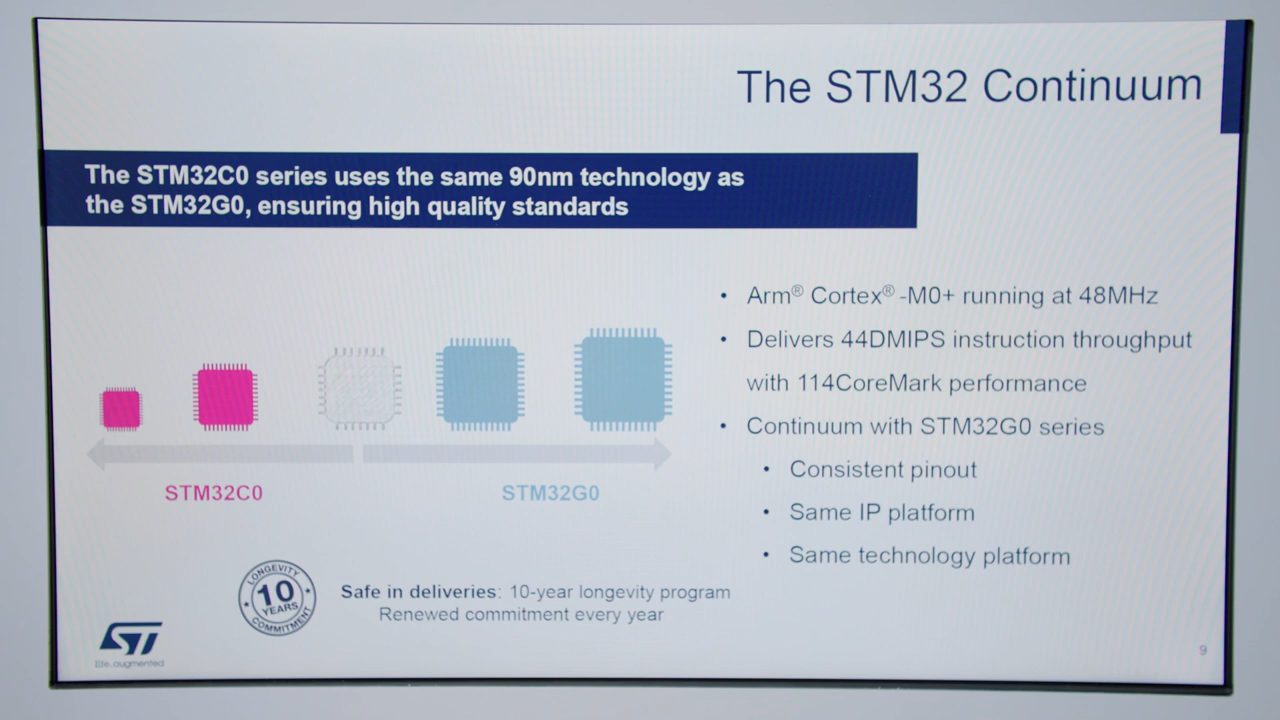 The STM32 Continuum
The STM32C0 series uses the same 90nm technology as
the STM32G0, ensuring high quality standards
• Arm® Cortex® -M0+ running at 48MHz
• Delivers 44DMIPS instruction throughput
with 114CoreMark performance
• Continuum with STM32G0 series
• Consistent pinout
• Same IP platform
• Same technology platform
STM32C0
STM32G0
LONGEVITY
10
YEARS
COMMITMENT
Safe in deliveries: 10-year longevity program
Renewed commitment every year
ST
life.augmented
9